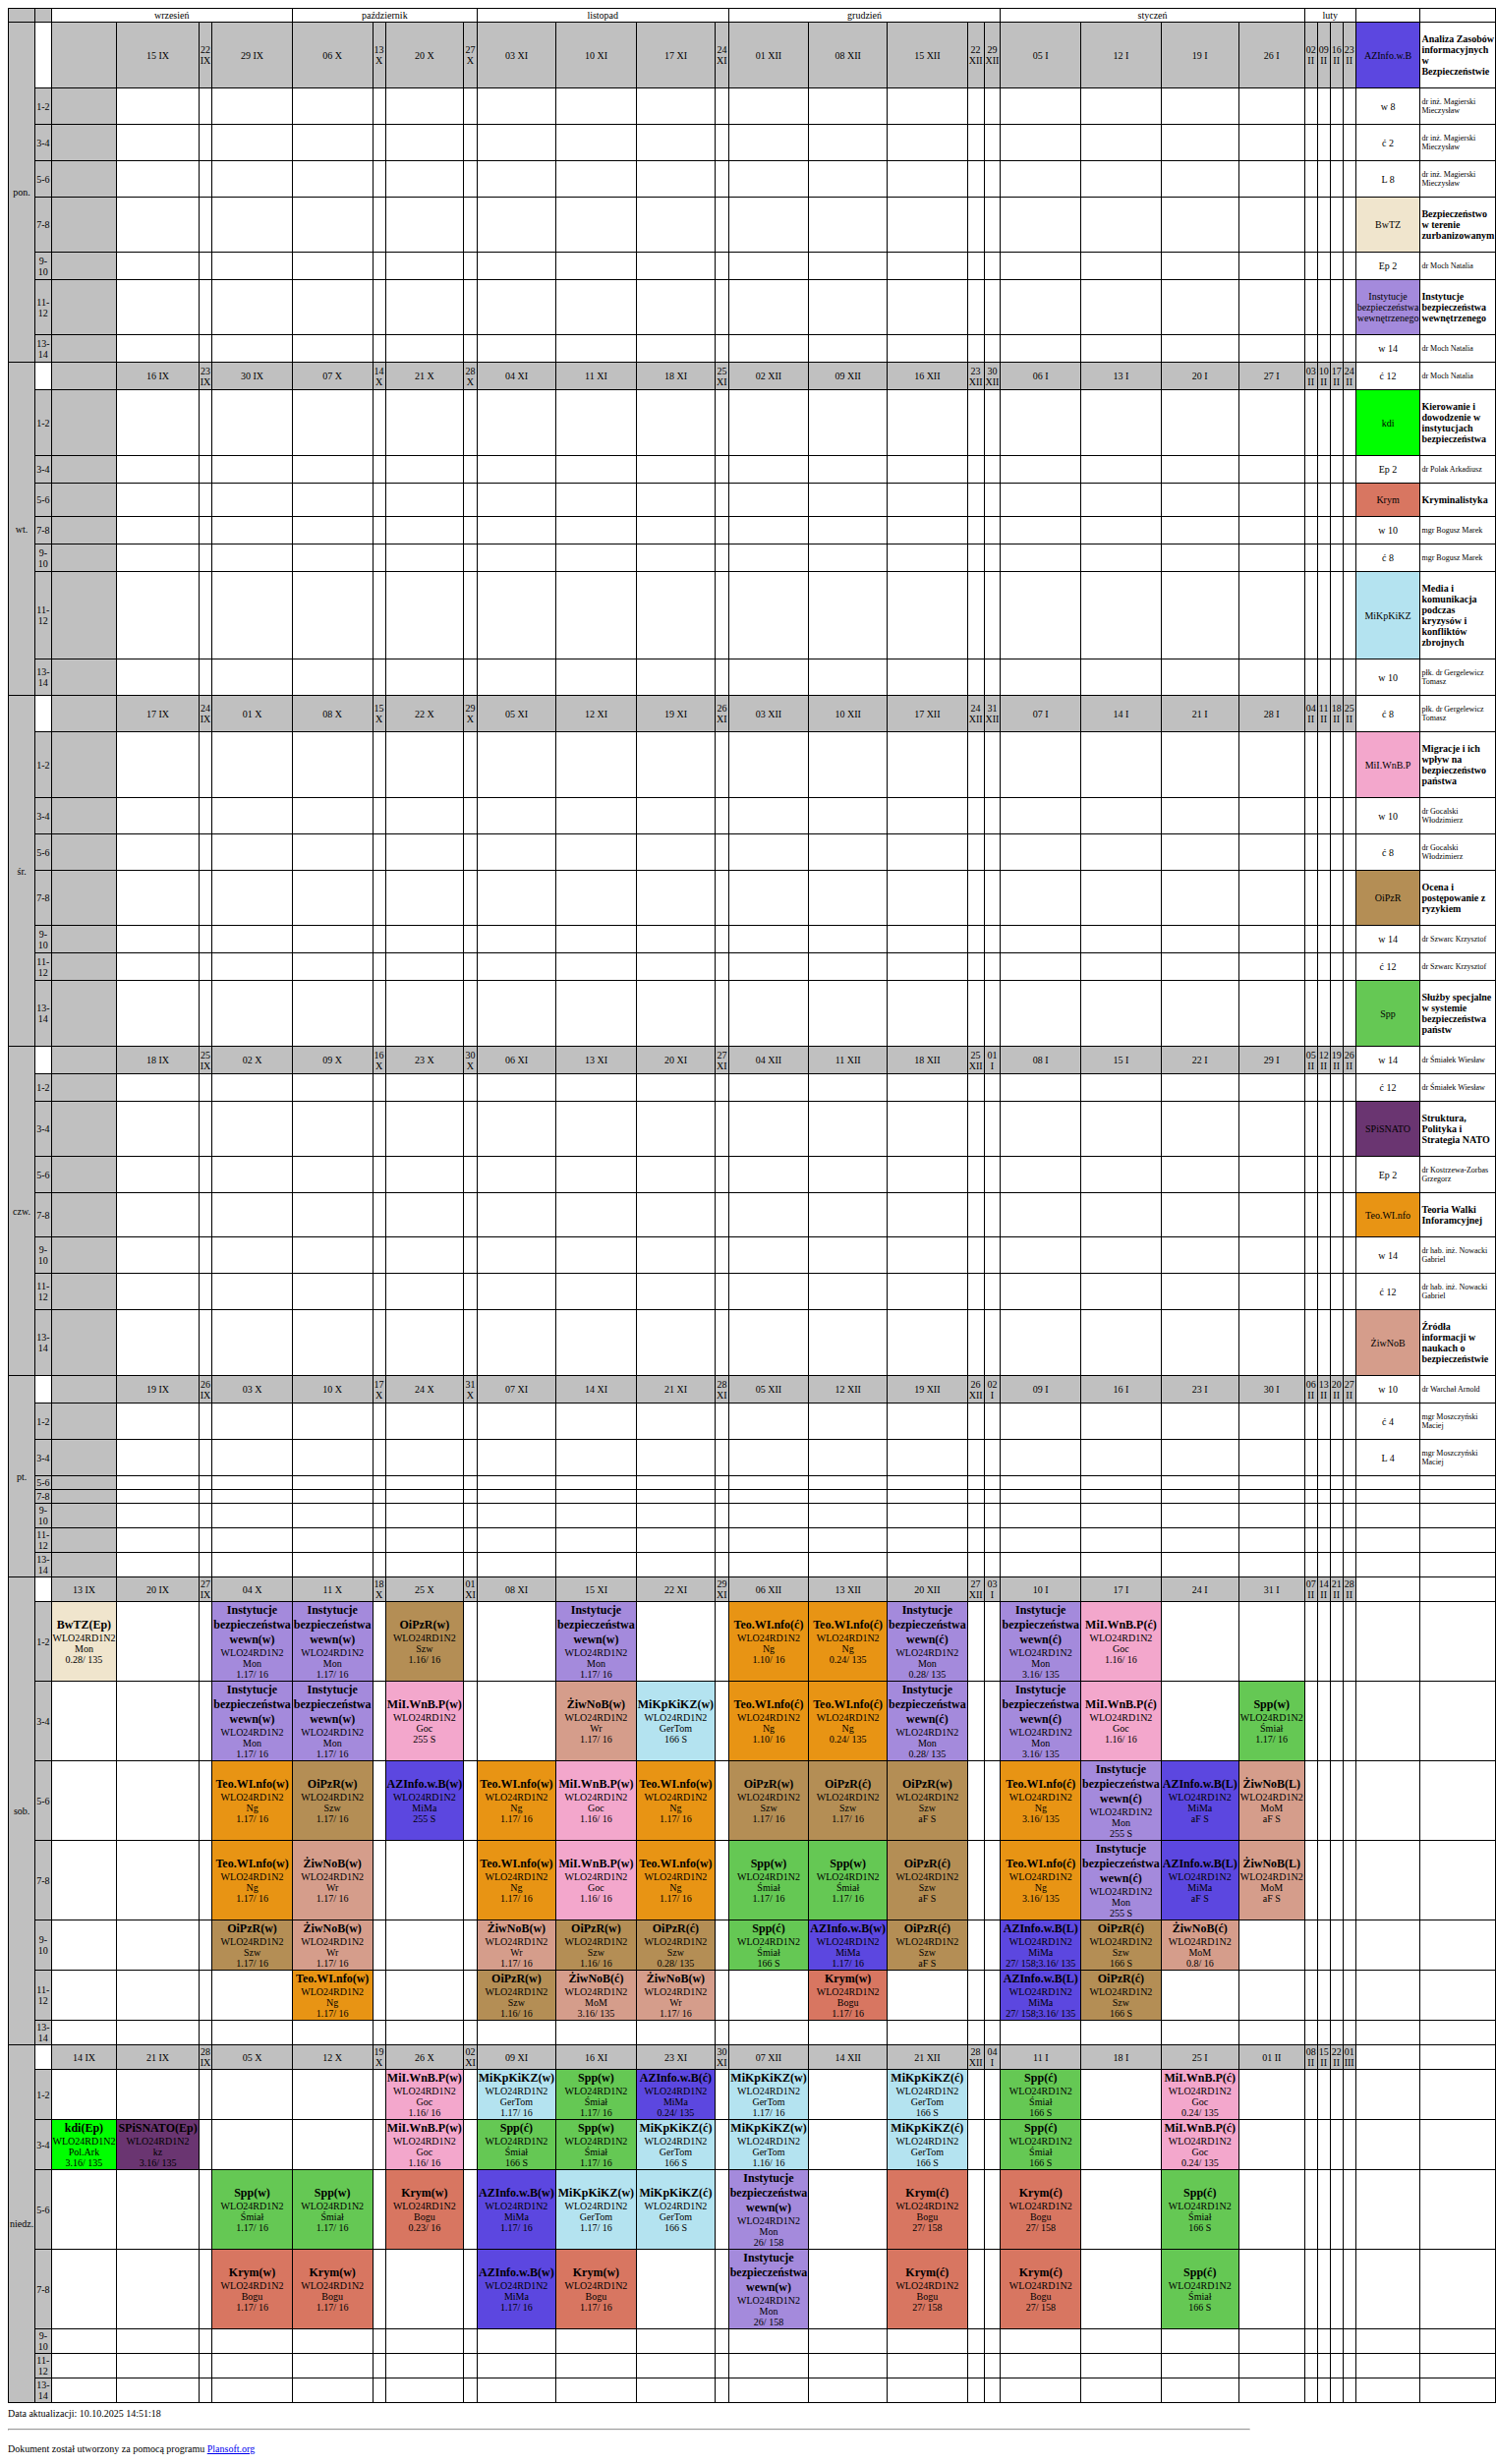 wrzesień październik listopad grudzień styczeń luty
pon. 15 IX 22 IX 29 IX 06 X 13 X 20 X 27 X 03 XI 10 XI 17 XI 24 XI 01 XII 08 XII 15 XII 22 XII 29 XII 05 I 12 I 19 I 26 I 02 II 09 II 16 II 23 II AZInfo.w.B Analiza Zasobów informacyjnych w Bezpieczeństwie
1-2 w 8 dr inż. Magierski Mieczysław
3-4 ć 2 dr inż. Magierski Mieczysław
5-6 L 8 dr inż. Magierski Mieczysław
7-8 BwTZ Bezpieczeństwo w terenie zurbanizowanym
9-10 Ep 2 dr Moch Natalia
11-12 Instytucje bezpieczeństwa wewnętrznego Instytucje bezpieczeństwa wewnętrzenego
13-14 w 14 dr Moch Natalia
wt. 16 IX 23 IX 30 IX 07 X 14 X 21 X 28 X 04 XI 11 XI 18 XI 25 XI 02 XII 09 XII 16 XII 23 XII 30 XII 06 I 13 I 20 I 27 I 03 II 10 II 17 II 24 II ć 12 dr Moch Natalia
1-2 kdi Kierowanie i dowodzenie w instytucjach bezpieczeństwa
3-4 Ep 2 dr Polak Arkadiusz
5-6 Krym Kryminalistyka
7-8 w 10 mgr Bogusz Marek
9-10 ć 8 mgr Bogusz Marek
11-12 MiKpKiKZ Media i komunikacja podczas kryzysów i konfliktów zbrojnych
13-14 w 10 płk. dr Gergelewicz Tomasz
śr. 17 IX 24 IX 01 X 08 X 15 X 22 X 29 X 05 XI 12 XI 19 XI 26 XI 03 XII 10 XII 17 XII 24 XII 31 XII 07 I 14 I 21 I 28 I 04 II 11 II 18 II 25 II ć 8 płk. dr Gergelewicz Tomasz
1-2 MiI.WnB.P Migracje i ich wpływ na bezpieczeństwo państwa
3-4 w 10 dr Gocalski Włodzimierz
5-6 ć 8 dr Gocalski Włodzimierz
7-8 OiPzR Ocena i postępowanie z ryzykiem
9-10 w 14 dr Szwarc Krzysztof
11-12 ć 12 dr Szwarc Krzysztof
13-14 Spp Służby specjalne w systemie bezpieczeństwa państw
czw. 18 IX 25 IX 02 X 09 X 16 X 23 X 30 X 06 XI 13 XI 20 XI 27 XI 04 XII 11 XII 18 XII 25 XII 01 I 08 I 15 I 22 I 29 I 05 II 12 II 19 II 26 II w 14 dr Śmiałek Wiesław
1-2 ć 12 dr Śmiałek Wiesław
3-4 SPiSNATO Struktura, Polityka i Strategia NATO
5-6 Ep 2 dr Kostrzewa-Zorbas Grzegorz
7-8 Teo.WI.nfo Teoria Walki Inforamcyjnej
9-10 w 14 dr hab. inż. Nowacki Gabriel
11-12 ć 12 dr hab. inż. Nowacki Gabriel
13-14 ŻiwNoB Źródła informacji w naukach o bezpieczeństwie
pt. 19 IX 26 IX 03 X 10 X 17 X 24 X 31 X 07 XI 14 XI 21 XI 28 XI 05 XII 12 XII 19 XII 26 XII 02 I 09 I 16 I 23 I 30 I 06 II 13 II 20 II 27 II w 10 dr Warchał Arnold
1-2 ć 4 mgr Moszczyński Maciej
3-4 L 4 mgr Moszczyński Maciej
5-6
7-8
9-10
11-12
13-14
sob. 13 IX 20 IX 27 IX 04 X 11 X 18 X 25 X 01 XI 08 XI 15 XI 22 XI 29 XI 06 XII 13 XII 20 XII 27 XII 03 I 10 I 17 I 24 I 31 I 07 II 14 II 21 II 28 II
1-2 BwTZ(Ep) WLO24RD1N2 Mon 0.28/ 135 Instytucje bezpieczeństwa wewn(w) WLO24RD1N2 Mon 1.17/ 16 Instytucje bezpieczeństwa wewn(w) WLO24RD1N2 Mon 1.17/ 16 OiPzR(w) WLO24RD1N2 Szw 1.16/ 16 Instytucje bezpieczeństwa wewn(w) WLO24RD1N2 Mon 1.17/ 16 Teo.WI.nfo(ć) WLO24RD1N2 Ng 1.10/ 16 Teo.WI.nfo(ć) WLO24RD1N2 Ng 0.24/ 135 Instytucje bezpieczeństwa wewn(ć) WLO24RD1N2 Mon 0.28/ 135 Instytucje bezpieczeństwa wewn(ć) WLO24RD1N2 Mon 3.16/ 135 MiI.WnB.P(ć) WLO24RD1N2 Goc 1.16/ 16
3-4 Instytucje bezpieczeństwa wewn(w) WLO24RD1N2 Mon 1.17/ 16 Instytucje bezpieczeństwa wewn(w) WLO24RD1N2 Mon 1.17/ 16 MiI.WnB.P(w) WLO24RD1N2 Goc 255 S ŻiwNoB(w) WLO24RD1N2 Wr 1.17/ 16 MiKpKiKZ(w) WLO24RD1N2 GerTom 166 S Teo.WI.nfo(ć) WLO24RD1N2 Ng 1.10/ 16 Teo.WI.nfo(ć) WLO24RD1N2 Ng 0.24/ 135 Instytucje bezpieczeństwa wewn(ć) WLO24RD1N2 Mon 0.28/ 135 Instytucje bezpieczeństwa wewn(ć) WLO24RD1N2 Mon 3.16/ 135 MiI.WnB.P(ć) WLO24RD1N2 Goc 1.16/ 16 Spp(w) WLO24RD1N2 Śmiał 1.17/ 16
5-6 Teo.WI.nfo(w) WLO24RD1N2 Ng 1.17/ 16 OiPzR(w) WLO24RD1N2 Szw 1.17/ 16 AZInfo.w.B(w) WLO24RD1N2 MiMa 255 S Teo.WI.nfo(w) WLO24RD1N2 Ng 1.17/ 16 MiI.WnB.P(w) WLO24RD1N2 Goc 1.16/ 16 Teo.WI.nfo(w) WLO24RD1N2 Ng 1.17/ 16 OiPzR(w) WLO24RD1N2 Szw 1.17/ 16 OiPzR(ć) WLO24RD1N2 Szw 1.17/ 16 OiPzR(w) WLO24RD1N2 Szw aF S Teo.WI.nfo(ć) WLO24RD1N2 Ng 3.16/ 135 Instytucje bezpieczeństwa wewn(ć) WLO24RD1N2 Mon 255 S AZInfo.w.B(L) WLO24RD1N2 MiMa aF S ŻiwNoB(L) WLO24RD1N2 MoM aF S
7-8 Teo.WI.nfo(w) WLO24RD1N2 Ng 1.17/ 16 ŻiwNoB(w) WLO24RD1N2 Wr 1.17/ 16 Teo.WI.nfo(w) WLO24RD1N2 Ng 1.17/ 16 MiI.WnB.P(w) WLO24RD1N2 Goc 1.16/ 16 Teo.WI.nfo(w) WLO24RD1N2 Ng 1.17/ 16 Spp(w) WLO24RD1N2 Śmiał 1.17/ 16 Spp(w) WLO24RD1N2 Śmiał 1.17/ 16 OiPzR(ć) WLO24RD1N2 Szw aF S Teo.WI.nfo(ć) WLO24RD1N2 Ng 3.16/ 135 Instytucje bezpieczeństwa wewn(ć) WLO24RD1N2 Mon 255 S AZInfo.w.B(L) WLO24RD1N2 MiMa aF S ŻiwNoB(L) WLO24RD1N2 MoM aF S
9-10 OiPzR(w) WLO24RD1N2 Szw 1.17/ 16 ŻiwNoB(w) WLO24RD1N2 Wr 1.17/ 16 ŻiwNoB(w) WLO24RD1N2 Wr 1.17/ 16 OiPzR(w) WLO24RD1N2 Szw 1.16/ 16 OiPzR(ć) WLO24RD1N2 Szw 0.28/ 135 Spp(ć) WLO24RD1N2 Śmiał 166 S AZInfo.w.B(w) WLO24RD1N2 MiMa 1.17/ 16 OiPzR(ć) WLO24RD1N2 Szw aF S AZInfo.w.B(L) WLO24RD1N2 MiMa 27/ 158;3.16/ 135 OiPzR(ć) WLO24RD1N2 Szw 166 S ŻiwNoB(ć) WLO24RD1N2 MoM 0.8/ 16
11-12 Teo.WI.nfo(w) WLO24RD1N2 Ng 1.17/ 16 OiPzR(w) WLO24RD1N2 Szw 1.16/ 16 ŻiwNoB(ć) WLO24RD1N2 MoM 3.16/ 135 ŻiwNoB(w) WLO24RD1N2 Wr 1.17/ 16 Krym(w) WLO24RD1N2 Bogu 1.17/ 16 AZInfo.w.B(L) WLO24RD1N2 MiMa 27/ 158;3.16/ 135 OiPzR(ć) WLO24RD1N2 Szw 166 S
13-14
niedz. 14 IX 21 IX 28 IX 05 X 12 X 19 X 26 X 02 XI 09 XI 16 XI 23 XI 30 XI 07 XII 14 XII 21 XII 28 XII 04 I 11 I 18 I 25 I 01 II 08 II 15 II 22 II 01 III
1-2 MiI.WnB.P(w) WLO24RD1N2 Goc 1.16/ 16 MiKpKiKZ(w) WLO24RD1N2 GerTom 1.17/ 16 Spp(w) WLO24RD1N2 Śmiał 1.17/ 16 AZInfo.w.B(ć) WLO24RD1N2 MiMa 0.24/ 135 MiKpKiKZ(w) WLO24RD1N2 GerTom 1.17/ 16 MiKpKiKZ(ć) WLO24RD1N2 GerTom 166 S Spp(ć) WLO24RD1N2 Śmiał 166 S MiI.WnB.P(ć) WLO24RD1N2 Goc 0.24/ 135
3-4 kdi(Ep) WLO24RD1N2 Pol.Ark 3.16/ 135 SPiSNATO(Ep) WLO24RD1N2 kz 3.16/ 135 MiI.WnB.P(w) WLO24RD1N2 Goc 1.16/ 16 Spp(ć) WLO24RD1N2 Śmiał 166 S Spp(w) WLO24RD1N2 Śmiał 1.17/ 16 MiKpKiKZ(ć) WLO24RD1N2 GerTom 166 S MiKpKiKZ(w) WLO24RD1N2 GerTom 1.16/ 16 MiKpKiKZ(ć) WLO24RD1N2 GerTom 166 S Spp(ć) WLO24RD1N2 Śmiał 166 S MiI.WnB.P(ć) WLO24RD1N2 Goc 0.24/ 135
5-6 Spp(w) WLO24RD1N2 Śmiał 1.17/ 16 Spp(w) WLO24RD1N2 Śmiał 1.17/ 16 Krym(w) WLO24RD1N2 Bogu 0.23/ 16 AZInfo.w.B(w) WLO24RD1N2 MiMa 1.17/ 16 MiKpKiKZ(w) WLO24RD1N2 GerTom 1.17/ 16 MiKpKiKZ(ć) WLO24RD1N2 GerTom 166 S Instytucje bezpieczeństwa wewn(w) WLO24RD1N2 Mon 26/ 158 Krym(ć) WLO24RD1N2 Bogu 27/ 158 Krym(ć) WLO24RD1N2 Bogu 27/ 158 Spp(ć) WLO24RD1N2 Śmiał 166 S
7-8 Krym(w) WLO24RD1N2 Bogu 1.17/ 16 Krym(w) WLO24RD1N2 Bogu 1.17/ 16 AZInfo.w.B(w) WLO24RD1N2 MiMa 1.17/ 16 Krym(w) WLO24RD1N2 Bogu 1.17/ 16 Instytucje bezpieczeństwa wewn(w) WLO24RD1N2 Mon 26/ 158 Krym(ć) WLO24RD1N2 Bogu 27/ 158 Krym(ć) WLO24RD1N2 Bogu 27/ 158 Spp(ć) WLO24RD1N2 Śmiał 166 S
9-10
11-12
13-14
Data aktualizacji: 10.10.2025 14:51:18
Dokument został utworzony za pomocą programu Plansoft.org